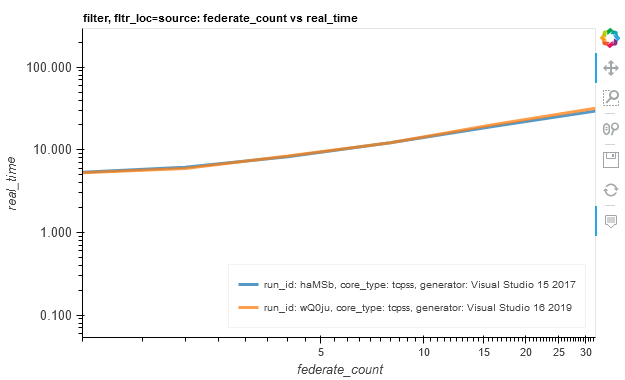 filter, fltr_loc=source: federate_count vs real_time
100.000
10.000
1.000
0.100
real_time
run_id: haMSb, core_type: tcpss, generator: Visual Studio 15 2017
run_id: wQ0ju, core_type: tcpss, generator: Visual Studio 16 2019
5 10 15 20 25 30
federate_count